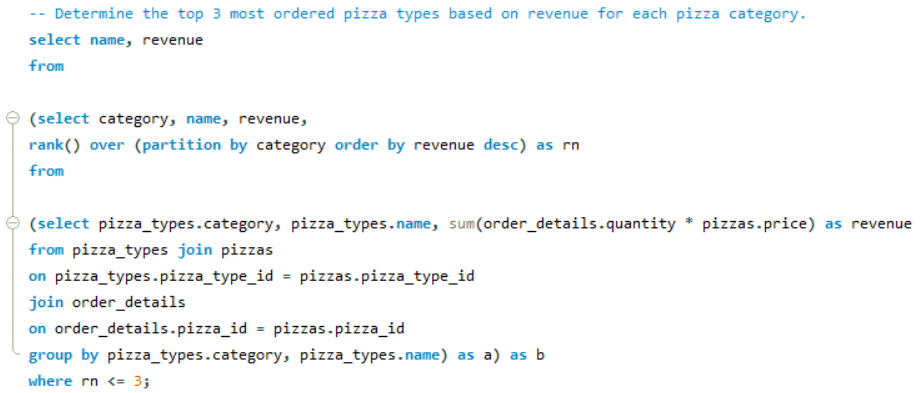 -- Determine the top 3 most ordered pizza types based on revenue for each pizza category.
select name, revenue
from
(select category, name, revenue,
rank() over (partition by category order by revenue desc) as rn
from
(select pizza_types.category, pizza_types.name, sum(order_details.quantity * pizzas.price) as revenue
from pizza_types join pizzas
on pizza_types.pizza_type_id = pizzas.pizza_type_id
join order_details
on order_details.pizza_id = pizzas.pizza_id
group by pizza_types.category, pizza_types.name) as a) as b
where rn <= 3;